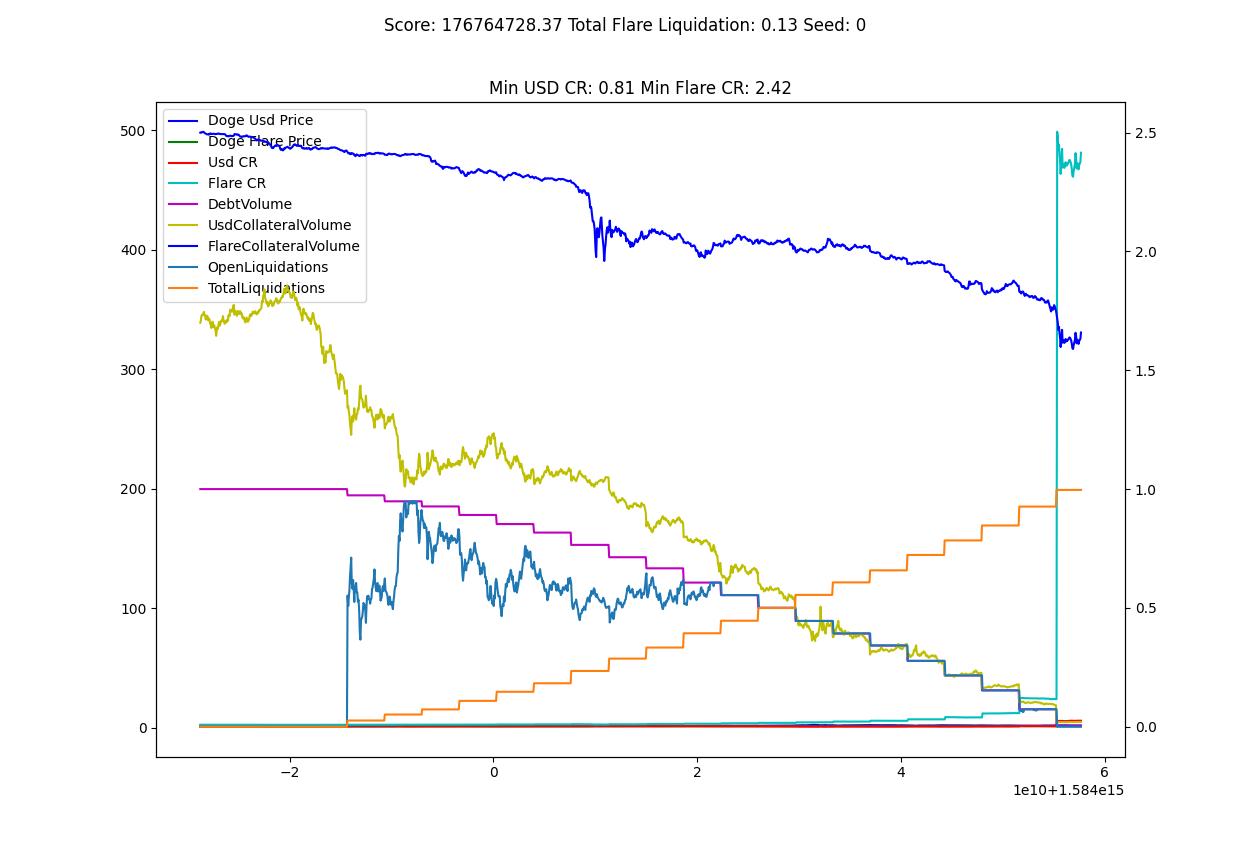 Score: 176764728.37 Total Flare Liquidation: 0.13 Seed: 0
Min USD CR: 0.81 Min Flare CR: 2.42
Doge Usd Price
Doge Flare Price
Usd CR
Flare CR
DebtVolume
UsdCollateralVolume
FlareCollateralVolume
OpenLiquidations
TotalLiquidations
500
400
300
200
100
0
2.5
2.0
1.5
1.0
0.5
0.0
−2
0
2
4
6
1e10+1.584e15